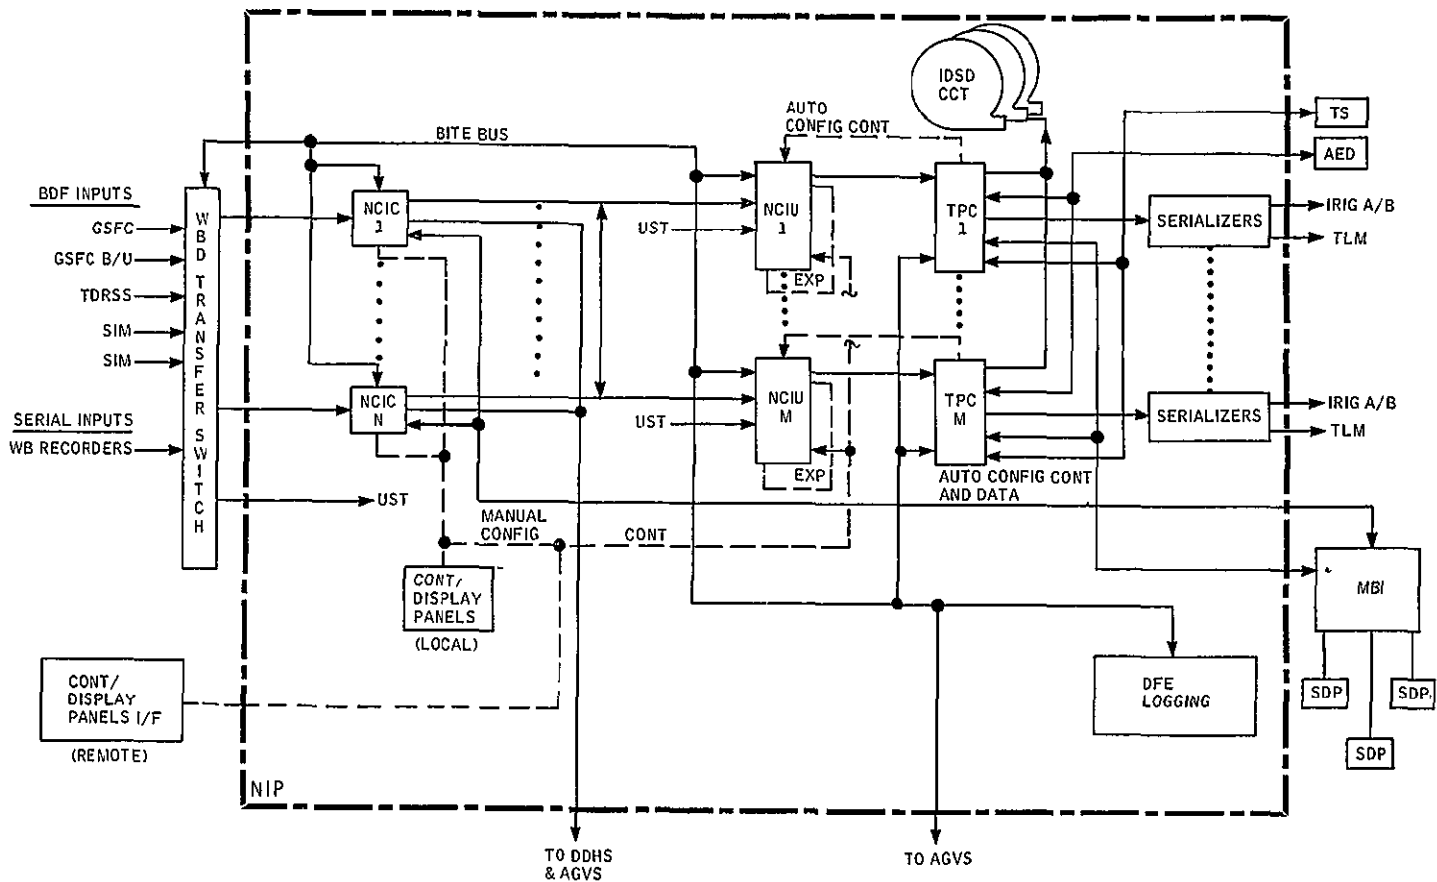 IDSD
CCT
AUTO
CONFIG CONT
BITE BUS
TS
AED
BDF INPUTS
GSFC
GSFC B/U
TDRSS
SIM
SIM
SERIAL INPUTS
WB RECORDERS
WBD TRANSFER SWITCH
UST
NCIC
1
NCIC
N
UST
NCIU
1
EXP
UST
NCIU
M
EXP
TPC
1
TPC
M
SERIALIZERS
IRIG A/B
TLM
SERIALIZERS
IRIG A/B
TLM
AUTO CONFIG CONT
AND DATA
MANUAL
CONFIG
CONT
CONT/
DISPLAY
PANELS
(LOCAL)
MBI
SDP
SDP
SDP
DFE
LOGGING
CONT/
DISPLAY
PANELS I/F
(REMOTE)
NIP
TO DDHS
& AGVS
TO AGVS